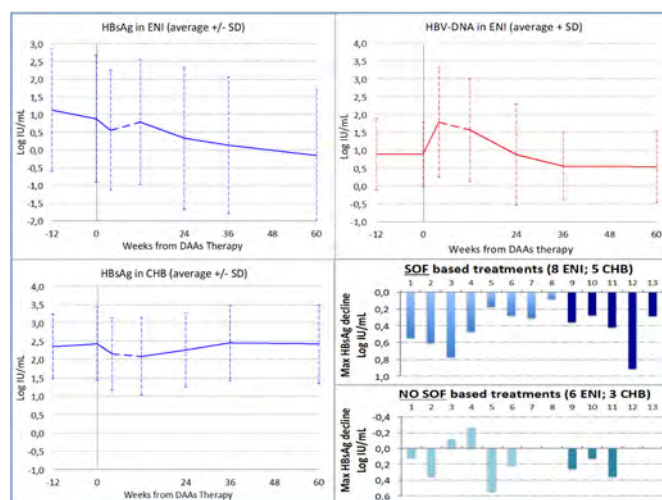 HBsAg in ENI (average +/- SD)
3,0
2,5
2,0
1,5
1,0
0,5
0,0
-0,5
-1,0
-1,5
-2,0
Log IU/mL
-12 0 12 24 36 48 60
Weeks from DAAs Therapy
HBV-DNA in ENI (average + SD)
4,0
3,5
3,0
2,5
2,0
1,5
1,0
0,5
0,0
-0,5
-1,0
Log IU/mL
-12 0 12 24 36 48 60
Weeks from DAAs therapy
HBsAg in CHB (average +/- SD)
4,0
3,5
3,0
2,5
2,0
1,5
1,0
0,5
0,0
-0,5
-1,0
Log IU/mL
-12 0 12 24 36 48 60
Weeks from DAAs Therapy
SOF based treatments (8 ENI; 5 CHB)
1 2 3 4 5 6 7 8 9 10 11 12 13
0,0
0,2
0,4
0,6
0,8
1,0
Max HBsAg decline
Log IU/mL
NO SOF based treatments (6 ENI; 3 CHB)
1 2 3 4 5 6 7 8 9 10 11 12 13
-0,4
-0,2
0,0
0,2
0,4
0,6
Max HBsAg decline
Log IU/mL